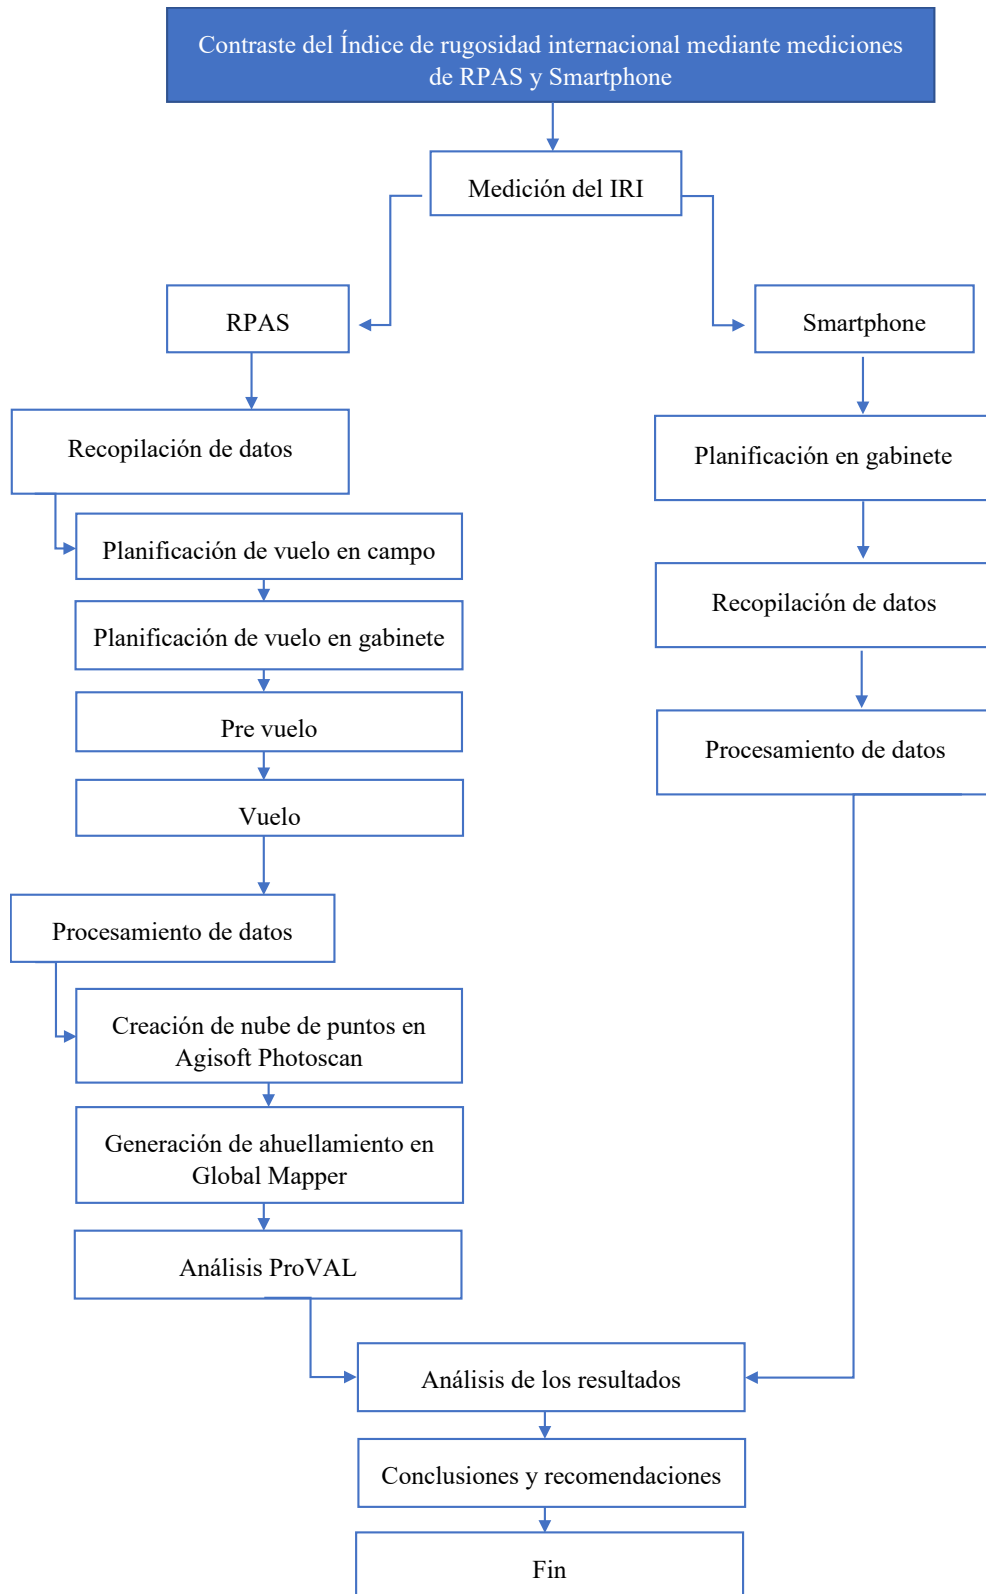 Contraste del Índice de rugosidad internacional mediante mediciones
de RPAS y Smartphone
Medición del IRI
RPAS
Smartphone
Recopilación de datos
Planificación en gabinete
Planificación de vuelo en campo
Recopilación de datos
Planificación de vuelo en gabinete
Pre vuelo
Procesamiento de datos
Vuelo
Procesamiento de datos
Creación de nube de puntos en
Agisoft Photoscan
Generación de ahuellamiento en
Global Mapper
Análisis ProVAL
Análisis de los resultados
Conclusiones y recomendaciones
Fin